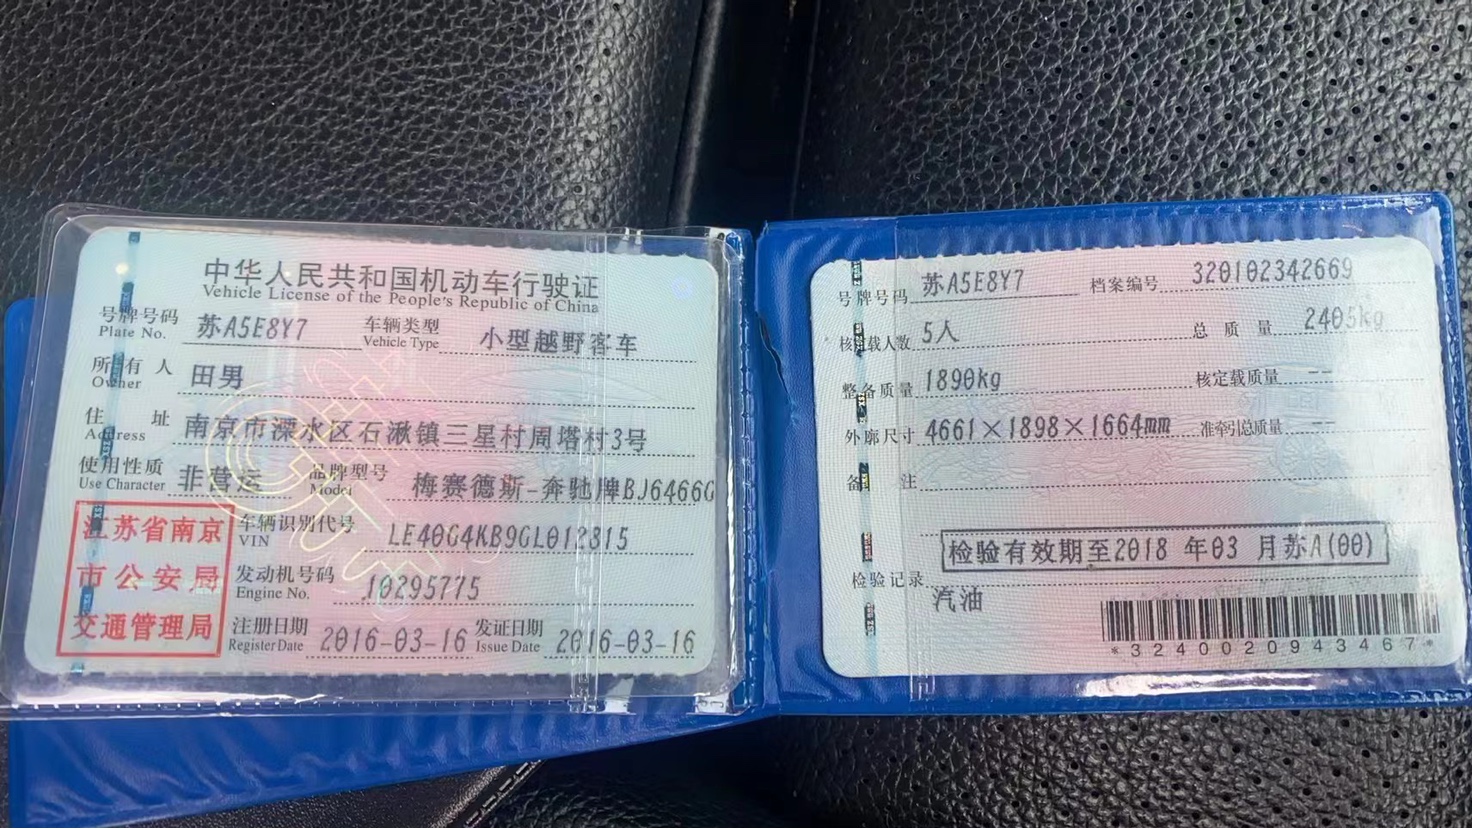 中华人民共和国机动车行驶证
Vehicle License of the People's Republic of China
号牌号码 苏A5E8Y7 车辆类型 小型越野客车
Plate No. Vehicle Type
所有人 田男
Owner
住址 南京市溧水区石湫镇三星村周塔村3号
Address
使用性质 非营运 品牌型号 梅赛德斯-奔驰牌BJ6466G
Use Character Model
江苏省南京
市公安局
交通管理局
车辆识别代号 LE40G4KB9GL012815
VIN
发动机号码 10295775
Engine No.
注册日期 2016-03-16 发证日期 2016-03-16
Register Date Issue Date
号牌号码 苏A5E8Y7 档案编号 320102342669
核定载人数 5人 总质量 2405kg
整备质量 1890kg 核定载质量 --
外廓尺寸 4661×1898×1664mm 准牵引总质量 --
备注
检验有效期至2018年03月苏A(00)
检验记录
汽油
*3240020943467*